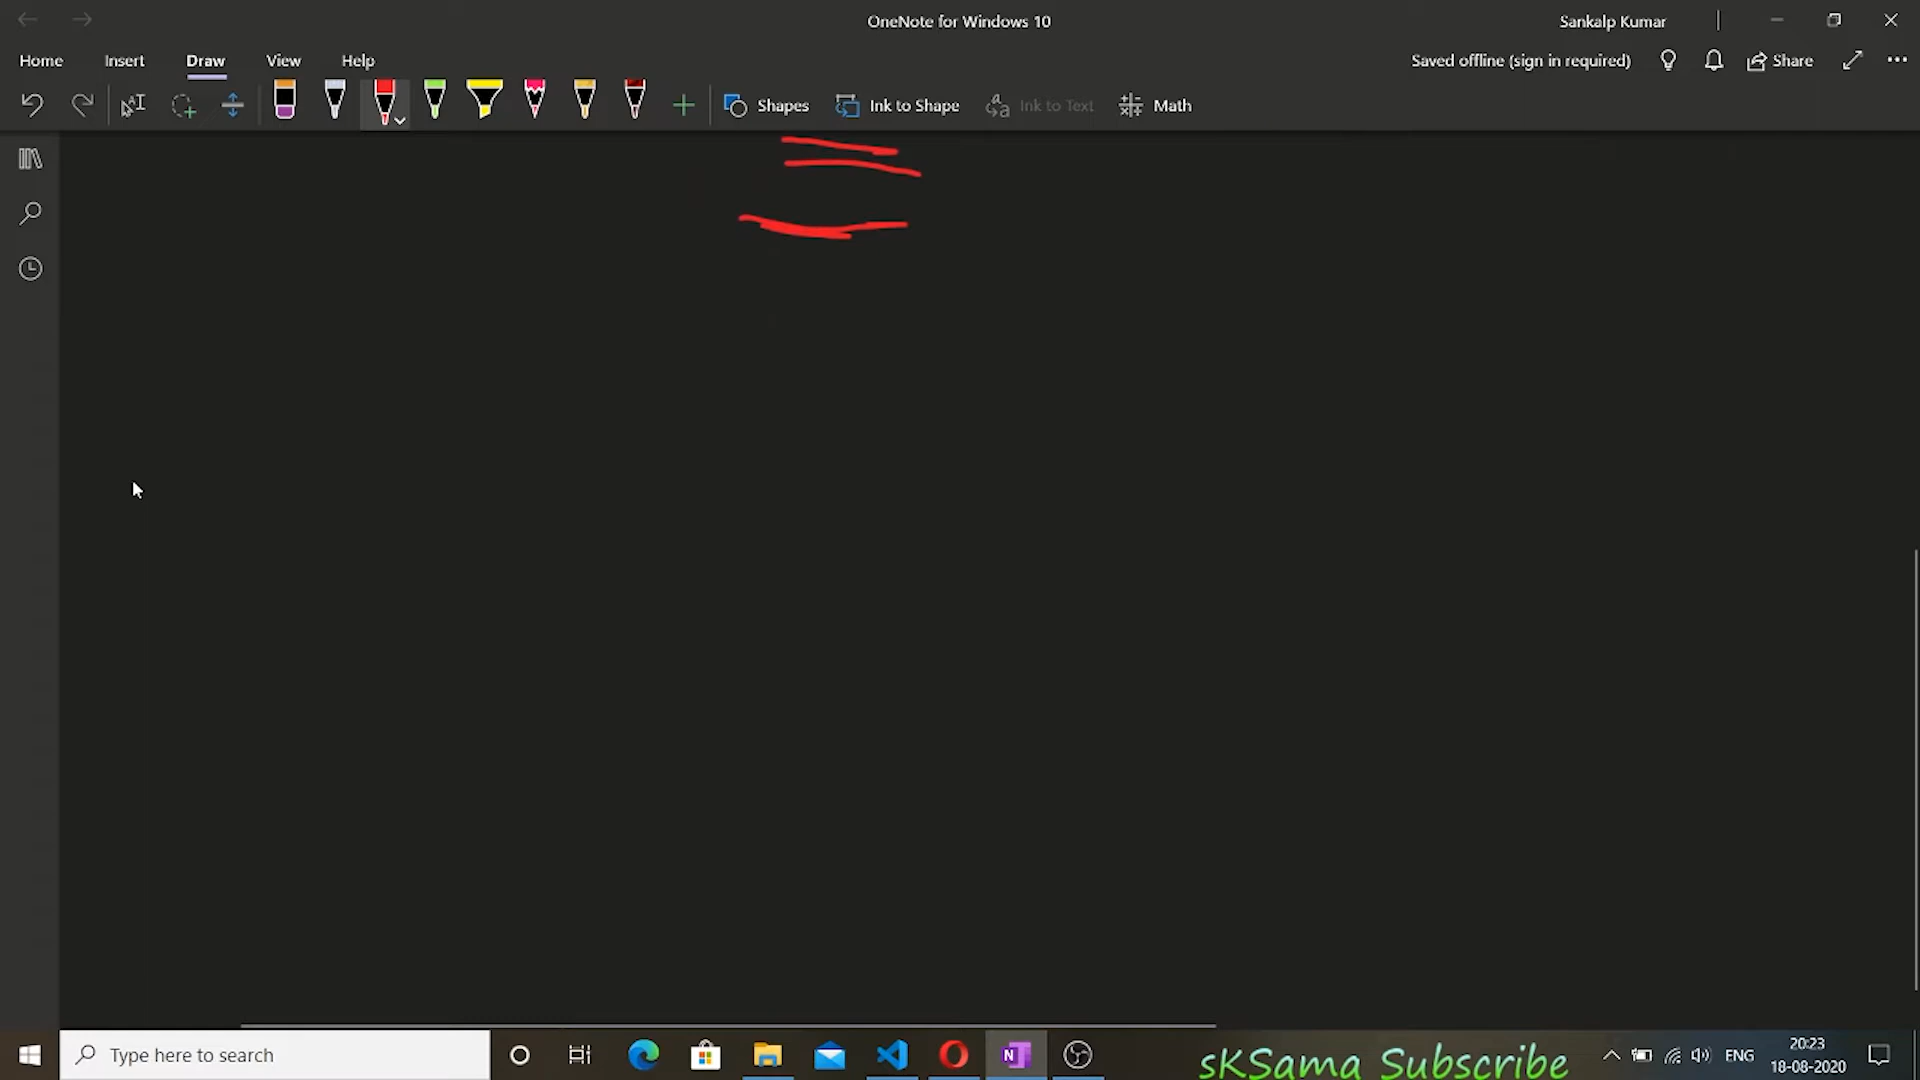 OneNote for Windows 10
Sankalp Kumar
Home Insert Draw View Help
Saved offline (sign in required)
Share
Shapes
Ink to Shape
Ink to Text
Math
Type here to search
sKSama Subscribe
ENG
20:23
18-08-2020